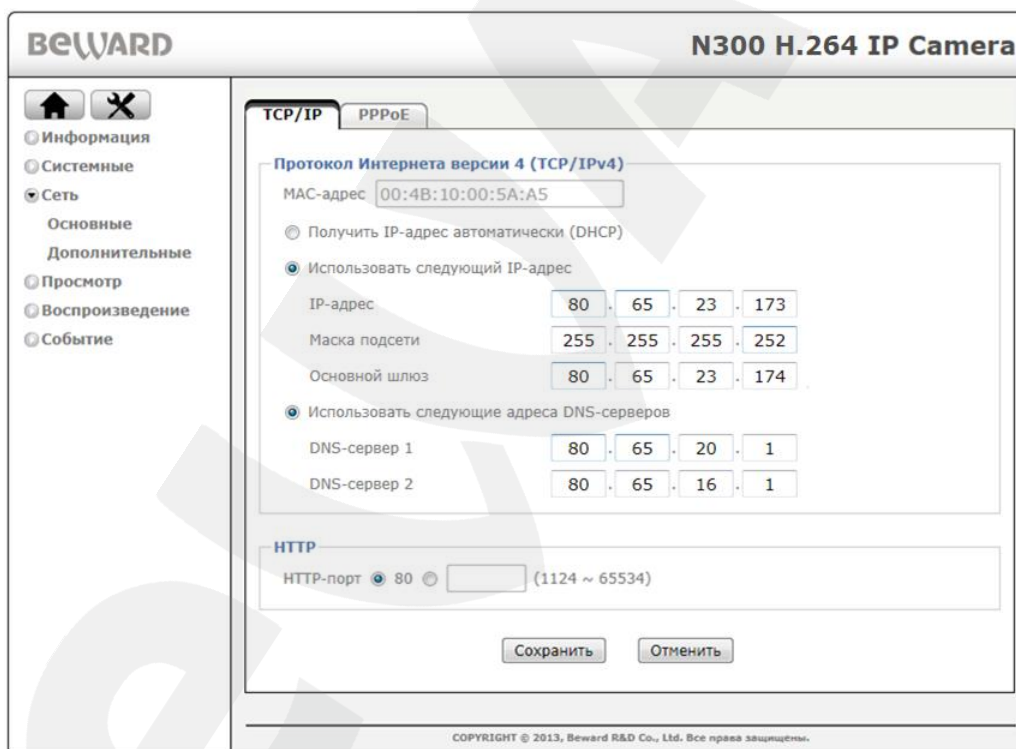 BEWARD
N300 H.264 IP Camera
Информация
Системные
Сеть
Основные
Дополнительные
Просмотр
Воспроизведение
Событие
TCP/IP PPPoE
Протокол Интернета версии 4 (TCP/IPv4)
MAC-адрес 00:4B:10:00:5A:A5
Получить IP-адрес автоматически (DHCP)
Использовать следующий IP-адрес
IP-адрес 80 . 65 . 23 . 173
Маска подсети 255 . 255 . 255 . 252
Основной шлюз 80 . 65 . 23 . 174
Использовать следующие адреса DNS-серверов
DNS-сервер 1 80 . 65 . 20 . 1
DNS-сервер 2 80 . 65 . 16 . 1
HTTP
HTTP-порт 80 (1124 ~ 65534)
Сохранить Отменить
COPYRIGHT © 2013, Beward R&D Co., Ltd. Все права защищены.